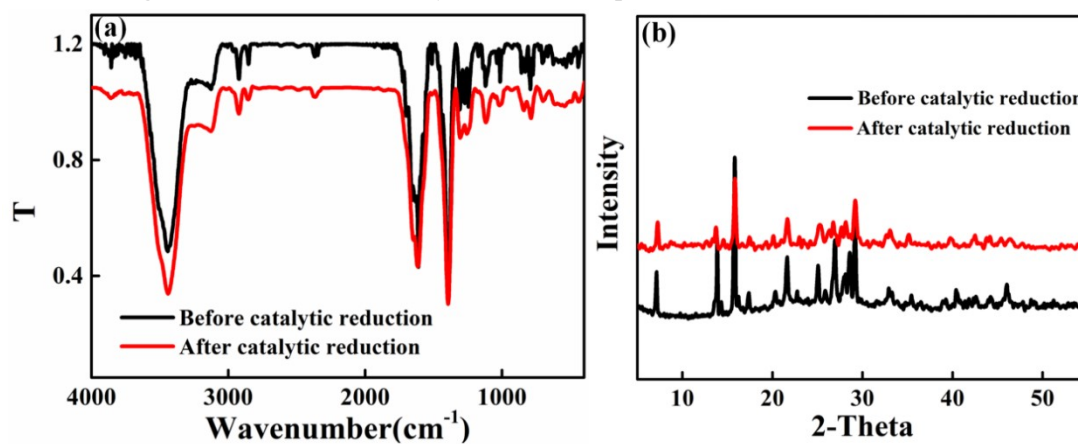 (a)
1.2
0.8
0.4
T
Before catalytic reduction
After catalytic reduction
4000 3000 2000 1000
Wavenumber(cm⁻¹)
(b)
Before catalytic reduction
After catalytic reduction
Intensity
10 20 30 40 50
2-Theta